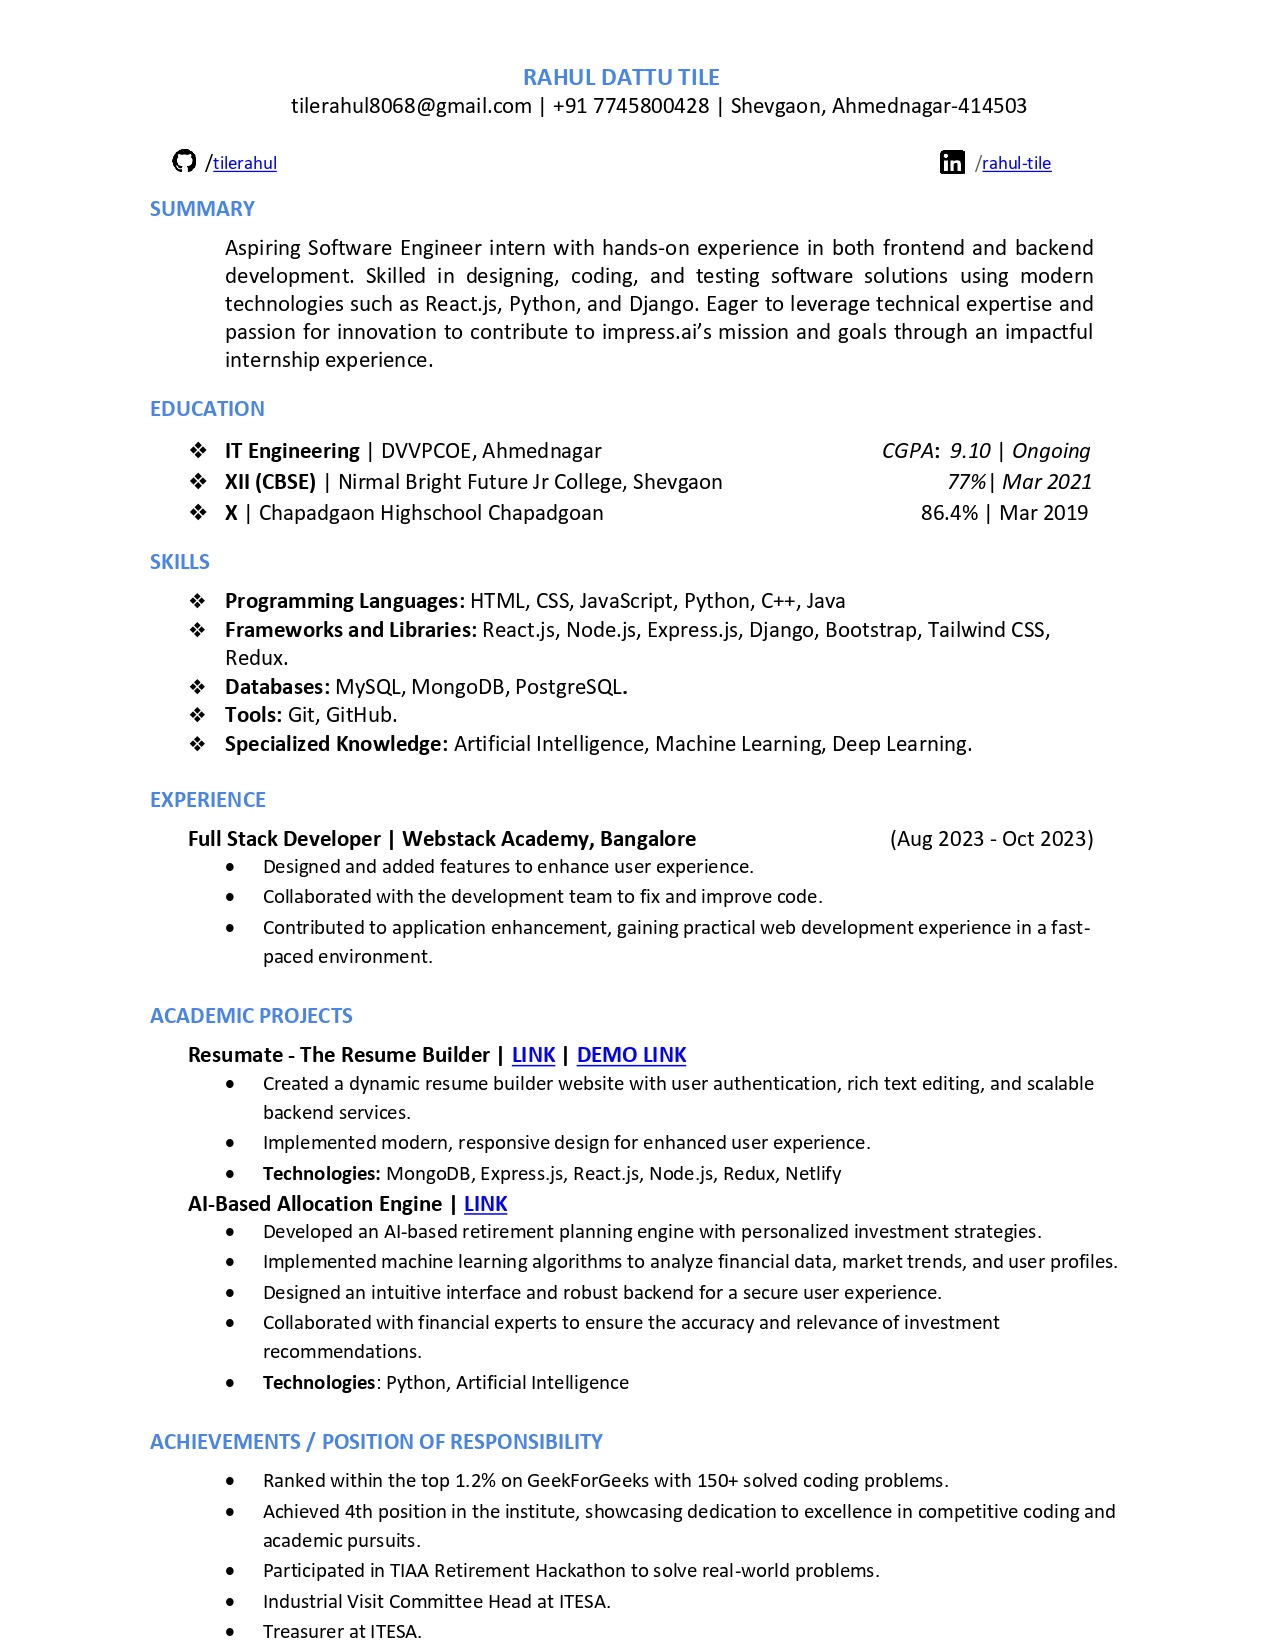 RAHUL DATTU TILE
tilerahul8068@gmail.com | +91 7745800428 | Shevgaon, Ahmednagar-414503
/tilerahul /rahul-tile
SUMMARY
Aspiring Software Engineer intern with hands-on experience in both frontend and backend
development. Skilled in designing, coding, and testing software solutions using modern
technologies such as React.js, Python, and Django. Eager to leverage technical expertise and
passion for innovation to contribute to impress.ai’s mission and goals through an impactful
internship experience.
EDUCATION
❖ IT Engineering | DVVPCOE, Ahmednagar CGPA: 9.10 | Ongoing
❖ XII (CBSE) | Nirmal Bright Future Jr College, Shevgaon 77%| Mar 2021
❖ X | Chapadgaon Highschool Chapadgoan 86.4% | Mar 2019
SKILLS
❖ Programming Languages: HTML, CSS, JavaScript, Python, C++, Java
❖ Frameworks and Libraries: React.js, Node.js, Express.js, Django, Bootstrap, Tailwind CSS,
Redux.
❖ Databases: MySQL, MongoDB, PostgreSQL.
❖ Tools: Git, GitHub.
❖ Specialized Knowledge: Artificial Intelligence, Machine Learning, Deep Learning.
EXPERIENCE
Full Stack Developer | Webstack Academy, Bangalore (Aug 2023 - Oct 2023)
• Designed and added features to enhance user experience.
• Collaborated with the development team to fix and improve code.
• Contributed to application enhancement, gaining practical web development experience in a fast-
paced environment.
ACADEMIC PROJECTS
Resumate - The Resume Builder | LINK | DEMO LINK
• Created a dynamic resume builder website with user authentication, rich text editing, and scalable
backend services.
• Implemented modern, responsive design for enhanced user experience.
• Technologies: MongoDB, Express.js, React.js, Node.js, Redux, Netlify
AI-Based Allocation Engine | LINK
• Developed an AI-based retirement planning engine with personalized investment strategies.
• Implemented machine learning algorithms to analyze financial data, market trends, and user profiles.
• Designed an intuitive interface and robust backend for a secure user experience.
• Collaborated with financial experts to ensure the accuracy and relevance of investment
recommendations.
• Technologies: Python, Artificial Intelligence
ACHIEVEMENTS / POSITION OF RESPONSIBILITY
• Ranked within the top 1.2% on GeekForGeeks with 150+ solved coding problems.
• Achieved 4th position in the institute, showcasing dedication to excellence in competitive coding and
academic pursuits.
• Participated in TIAA Retirement Hackathon to solve real-world problems.
• Industrial Visit Committee Head at ITESA.
• Treasurer at ITESA.